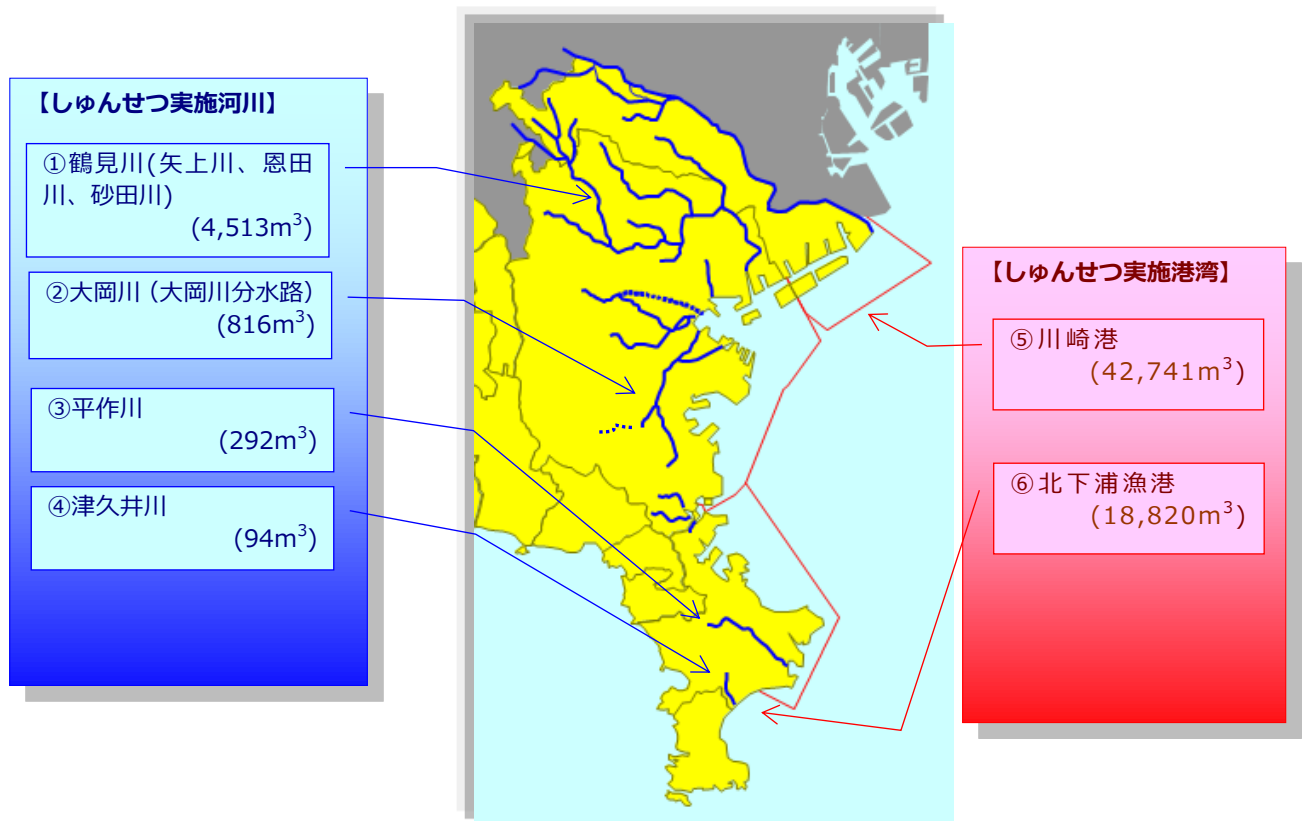 【しゅんせつ実施河川】
①鶴見川(矢上川、恩田
川、砂田川)
(4,513m³)
②大岡川（大岡川分水路）
(816m³)
③平作川
(292m³)
④津久井川
(94m³)
【しゅんせつ実施港湾】
⑤川崎港
(42,741m³)
⑥北下浦漁港
(18,820m³)